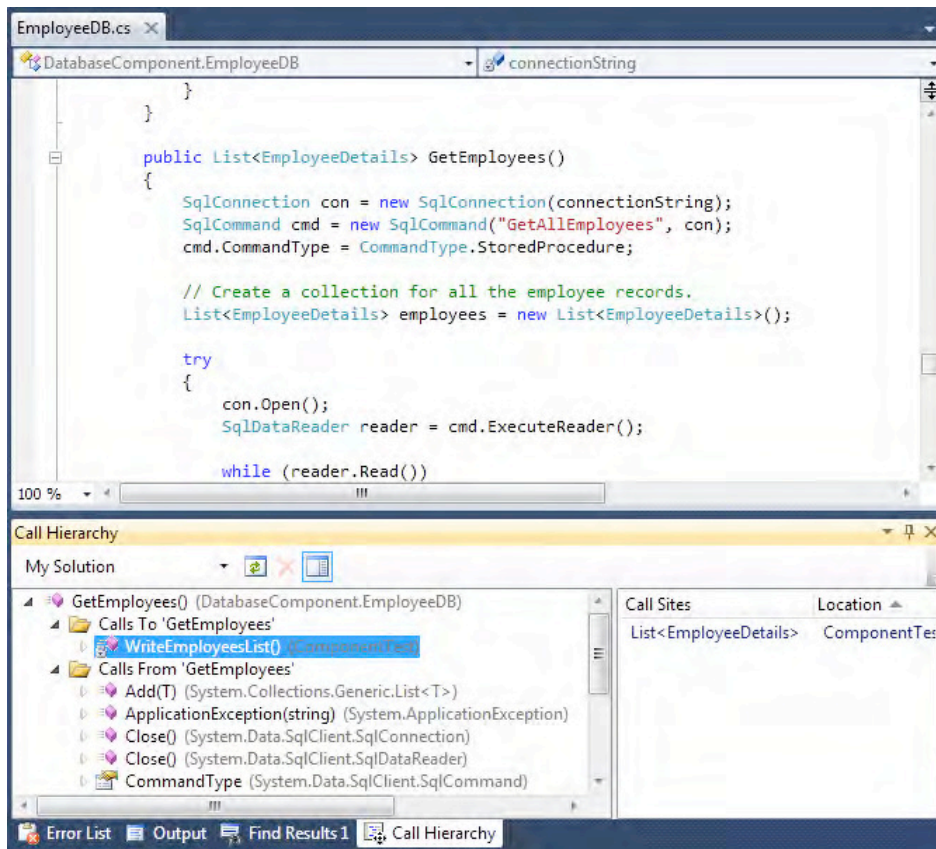 EmployeeDB.cs
DatabaseComponent.EmployeeDB connectionString
}
}
public List<EmployeeDetails> GetEmployees()
{
SqlConnection con = new SqlConnection(connectionString);
SqlCommand cmd = new SqlCommand("GetAllEmployees", con);
cmd.CommandType = CommandType.StoredProcedure;
// Create a collection for all the employee records.
List<EmployeeDetails> employees = new List<EmployeeDetails>();
try
{
con.Open();
SqlDataReader reader = cmd.ExecuteReader();
while (reader.Read())
100 %
Call Hierarchy
My Solution
GetEmployees() (DatabaseComponent.EmployeeDB)
Calls To 'GetEmployees'
WriteEmployeesList() (ComponentTest)
Calls From 'GetEmployees'
Add(T) (System.Collections.Generic.List<T>)
ApplicationException(string) (System.ApplicationException)
Close() (System.Data.SqlClient.SqlConnection)
Close() (System.Data.SqlClient.SqlDataReader)
CommandType (System.Data.SqlClient.SqlCommand)
Call Sites Location
List<EmployeeDetails> ComponentTes
Error List Output Find Results 1 Call Hierarchy